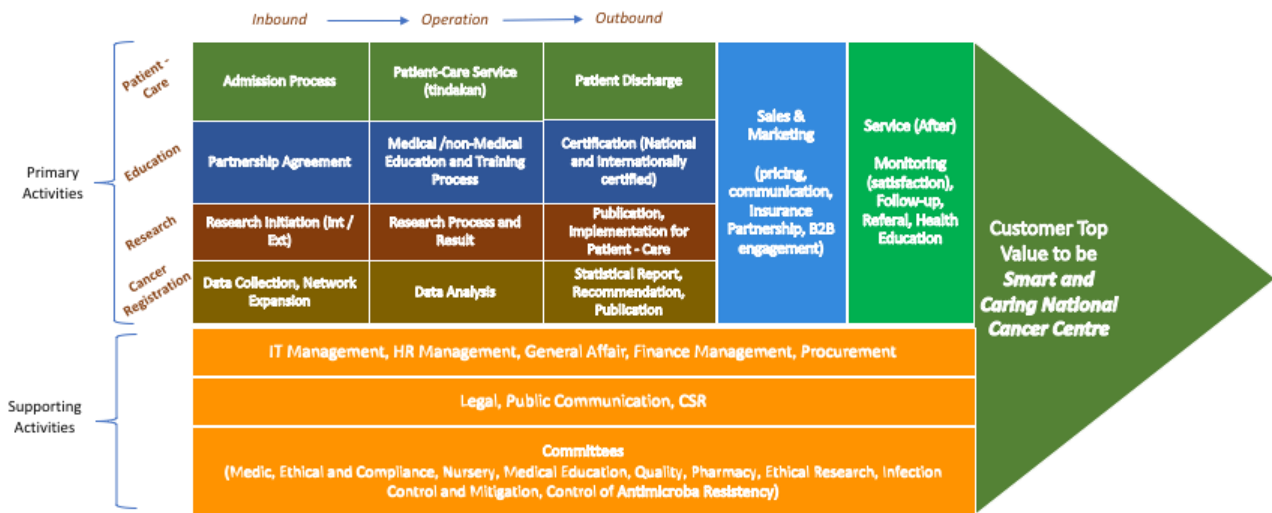 Inbound
Operation
Outbound
Primary
Activities
Patient -
Care
Admission Process
Patient-Care Service
(tindakan)
Patient Discharge
Education
Partnership Agreement
Medical /non-Medical
Education and Training
Process
Certification (National
and Internationally
certified)
Research
Research Initiation (Int /
Ext)
Research Process and
Result
Publication,
Implementation for
Patient - Care
Cancer
Registration
Data Collection, Network
Expansion
Data Analysis
Statistical Report,
Recommendation,
Publication
Sales &
Marketing
(pricing,
communication,
Insurance
Partnership, B2B
engagement)
Service (After)
Monitoring
(satisfaction),
Follow-up,
Referal, Health
Education
Customer Top
Value to be
Smart and
Caring National
Cancer Centre
Supporting
Activities
IT Management, HR Management, General Affair, Finance Management, Procurement
Legal, Public Communication, CSR
Committees
(Medic, Ethical and Compliance, Nursery, Medical Education, Quality, Pharmacy, Ethical Research, Infection
Control and Mitigation, Control of Antimicroba Resistency)